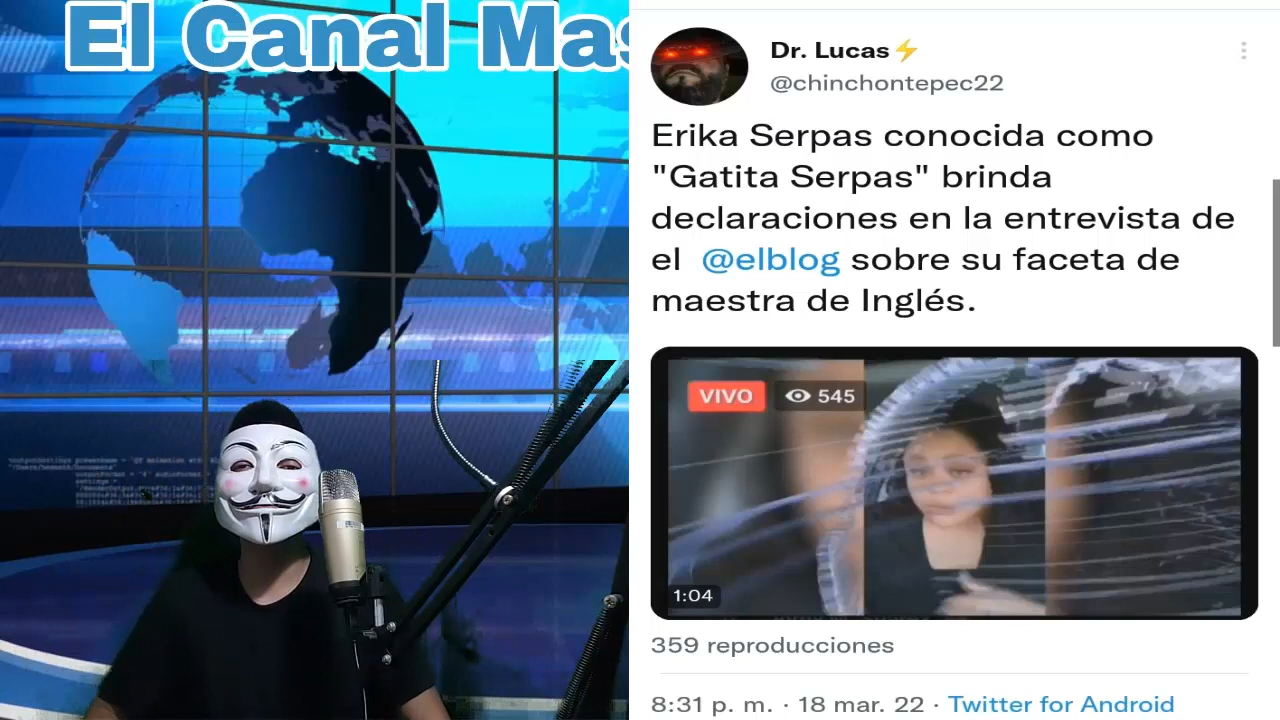 El Canal Mas
Dr. Lucas⚡
@chinchontepec22
Erika Serpas conocida como
"Gatita Serpas" brinda
declaraciones en la entrevista de
el @elblog sobre su faceta de
maestra de Inglés.
VIVO 545
1:04
359 reproducciones
8:31 p. m. · 18 mar. 22 · Twitter for Android